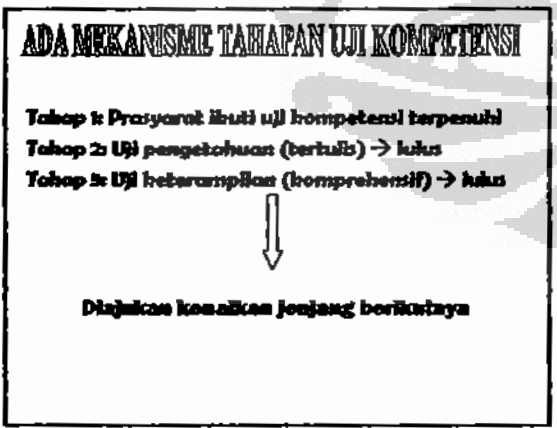 ADA MEKANISME TAHAPAN UJI KOMPETENSI
Tahap 1: Prasyarat ikuti uji kompetensi terpenuhi
Tahap 2: Uji pengetahuan (tertulis) → lulus
Tahap 3: Uji keterampilan (komprehensif) → lulus
Diajukan kenaikan jenjang berikutnya